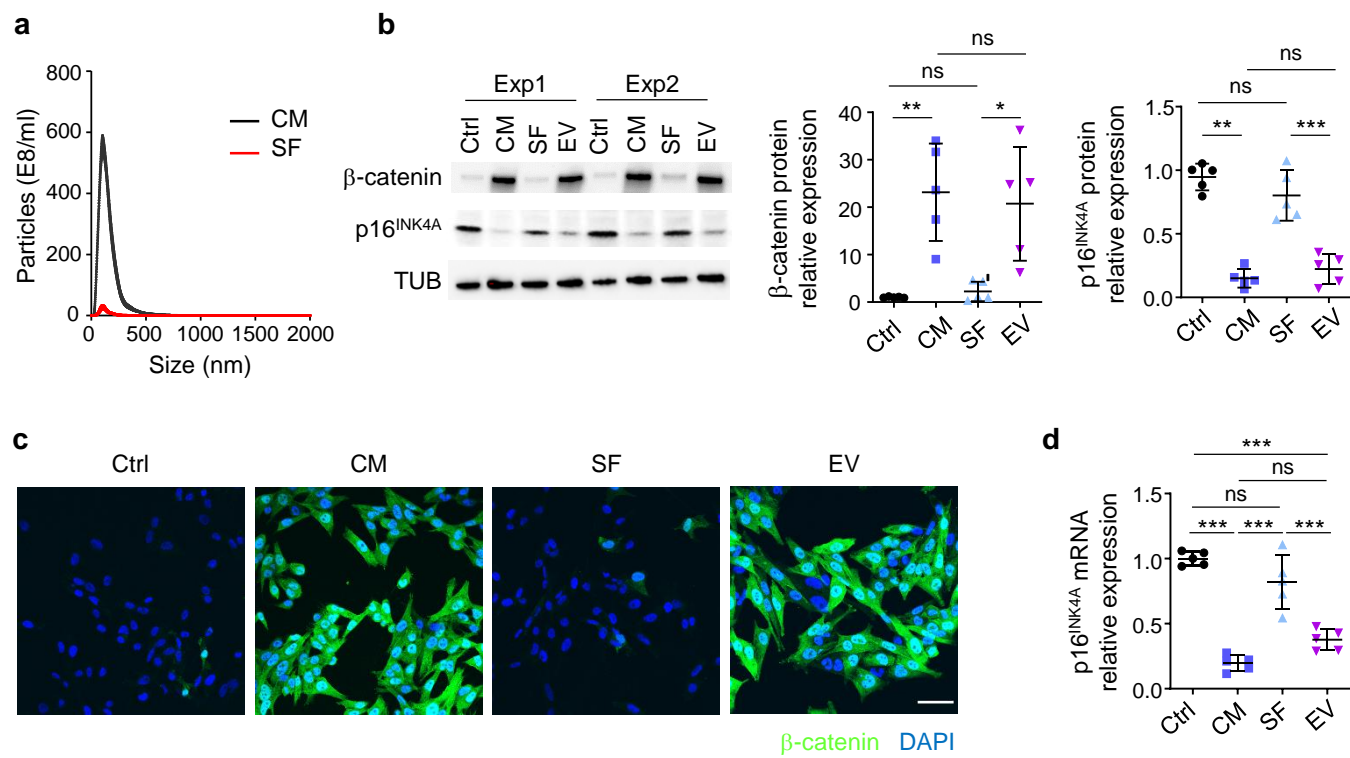 a
Particles (E8/ml)
800
600
400
200
0
0 500 1000 1500 2000
Size (nm)
CM
SF
b
Exp1 Exp2
Ctrl CM SF EV Ctrl CM SF EV
β-catenin
p16INK4A
TUB
β-catenin protein
relative expression
40
30
20
10
0
ns
ns
** *
Ctrl CM SF EV
p16INK4A protein
relative expression
1.5
1.0
0.5
0.0
ns
ns
** ***
Ctrl CM SF EV
c
Ctrl CM SF EV
β-catenin DAPI
d
p16INK4A mRNA
relative expression
1.5
1.0
0.5
0.0
***
ns
ns
*** *** ***
Ctrl CM SF EV